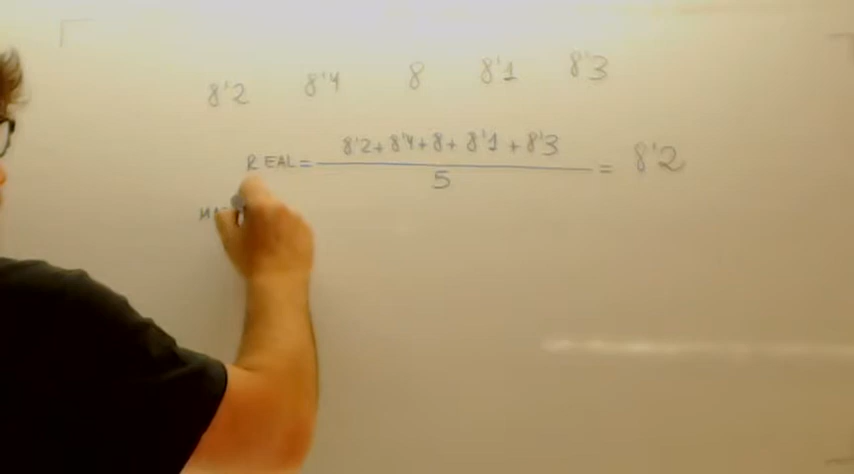 8'2 8'4 8 8'1 8'3
REAL = 8'2 + 8'4 + 8 + 8'1 + 8'3 = 8'2
5